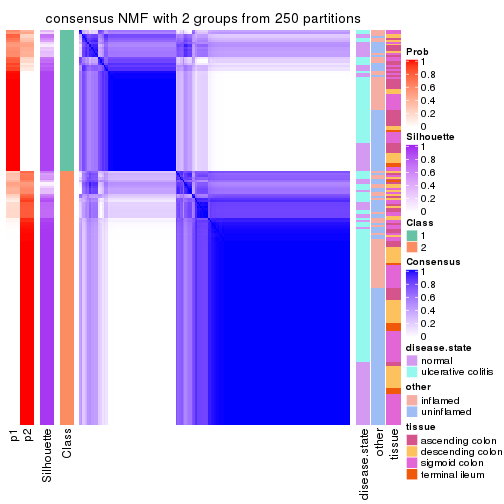 consensus NMF with 2 groups from 250 partitions
Prob
1
0.8
0.6
0.4
0.2
0
Silhouette
1
0.8
0.6
0.4
0.2
0
Class
1
2
Consensus
1
0.8
0.6
0.4
0.2
0
disease.state
normal
ulcerative colitis
other
inflamed
uninflamed
tissue
ascending colon
descending colon
sigmoid colon
terminal ileum
p1
p2
Silhouette
Class
disease.state
other
tissue